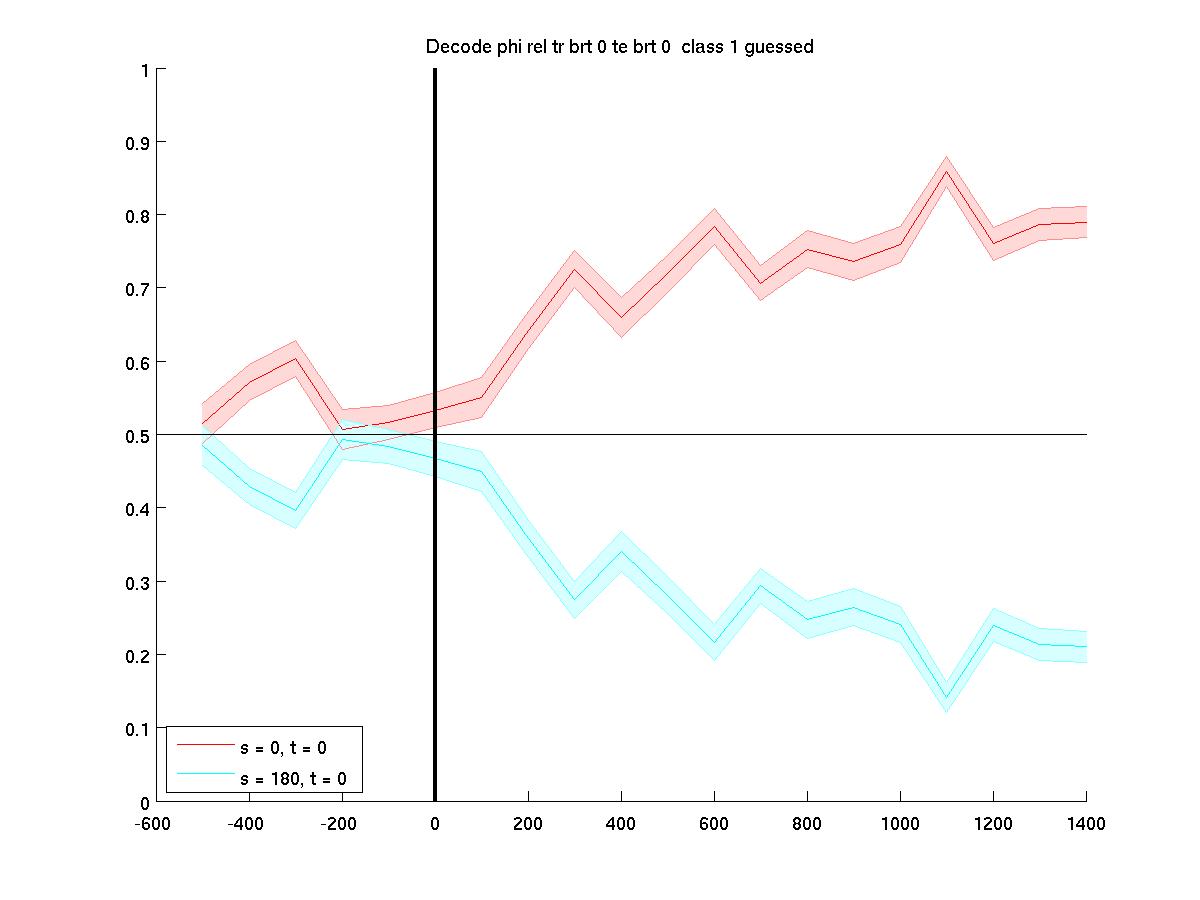 Decode phi rel tr brt 0 te brt 0 class 1 guessed
1
0.9
0.8
0.7
0.6
0.5
0.4
0.3
0.2
0.1
0
s = 0, t = 0
s = 180, t = 0
-600 -400 -200 0 200 400 600 800 1000 1200 1400